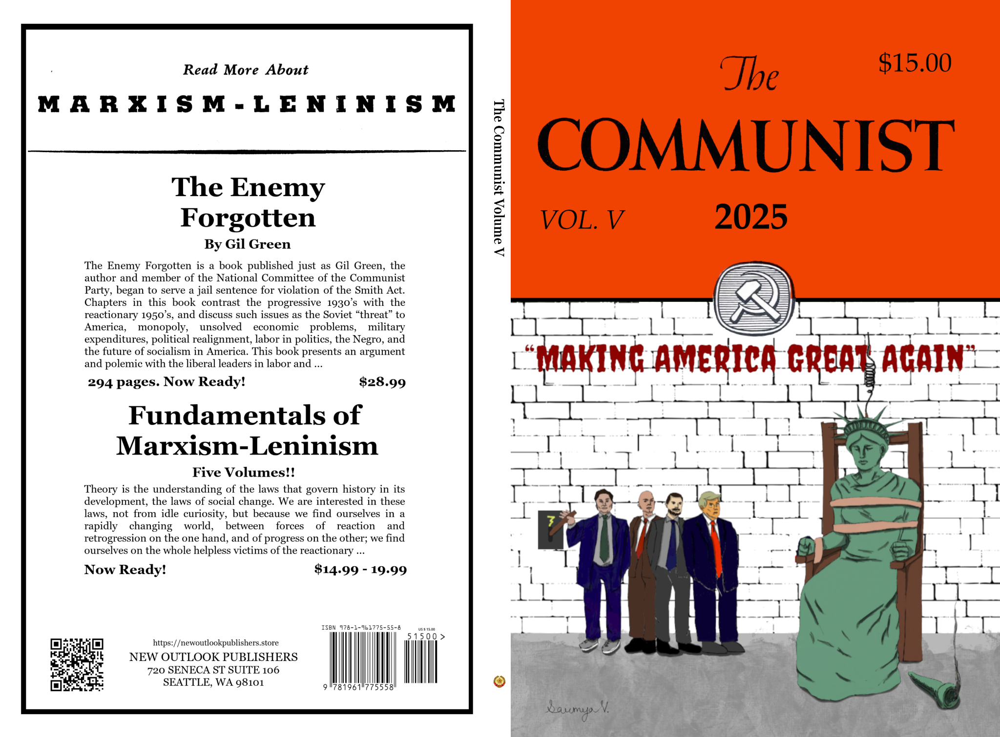 Read More About
MARXISM-LENINISM
The Enemy
Forgotten
By Gil Green
The Enemy Forgotten is a book published just as Gil Green, the
author and member of the National Committee of the Communist
Party, began to serve a jail sentence for violation of the Smith Act.
Chapters in this book contrast the progressive 1930’s with the
reactionary 1950’s, and discuss such issues as the Soviet “threat” to
America, monopoly, unsolved economic problems, military
expenditures, political realignment, labor in politics, the Negro, and
the future of socialism in America. This book presents an argument
and polemic with the liberal leaders in labor and ...
294 pages. Now Ready! $28.99
Fundamentals of
Marxism-Leninism
Five Volumes!!
Theory is the understanding of the laws that govern history in its
development, the laws of social change. We are interested in these
laws, not from idle curiosity, but because we find ourselves in a
rapidly changing world, between forces of reaction and
retrogression on the one hand, and of progress on the other; we find
ourselves on the whole helpless victims of the reactionary ...
Now Ready! $14.99 - 19.99
https://newoutlookpublishers.store
NEW OUTLOOK PUBLISHERS
720 SENECA ST SUITE 106
SEATTLE, WA 98101
ISBN 978-1-961775-55-8
US $ 15.00
51500>
9 781961 775558
The Communist Volume V
The
$15.00
COMMUNIST
VOL. V 2025
“MAKING AMERICA GREAT AGAIN”
Saumya V.